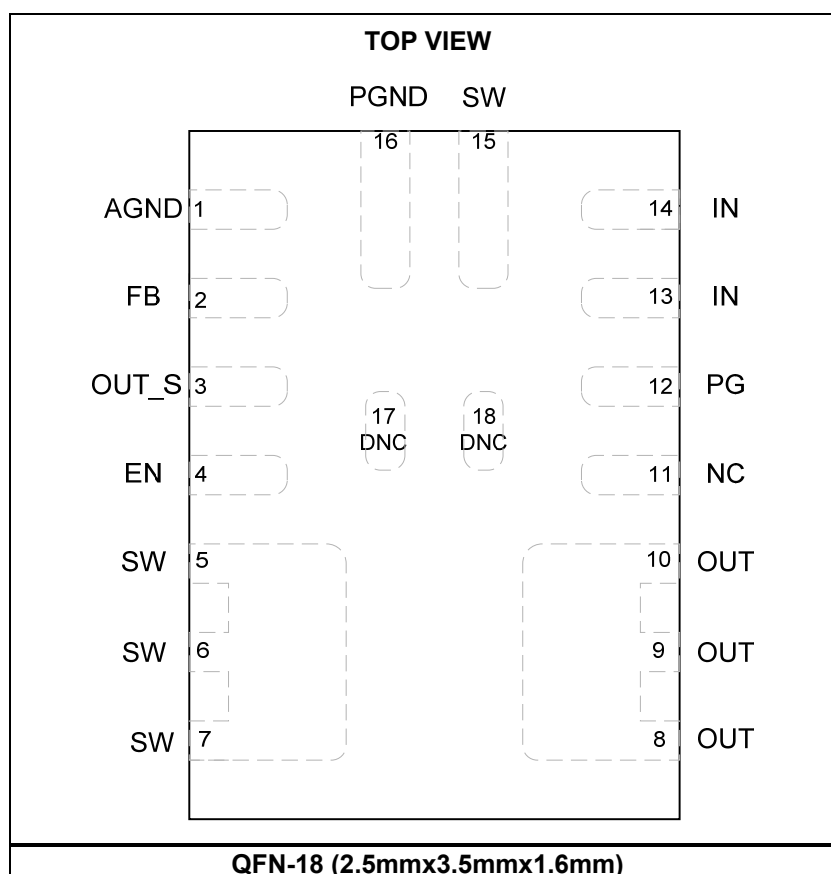 TOP VIEW
PGND SW
16 15
AGND 1 14 IN
FB 2 13 IN
OUT_S 3 12 PG
17 18
DNC DNC
EN 4 11 NC
SW 5 10 OUT
SW 6 9 OUT
SW 7 8 OUT
QFN-18 (2.5mmx3.5mmx1.6mm)